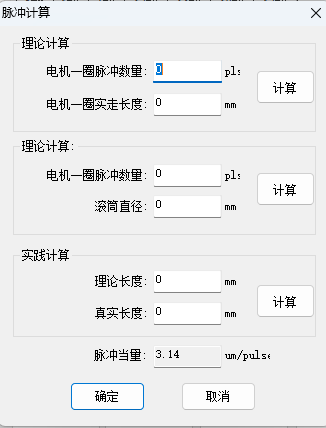 脉冲计算
理论计算
电机一圈脉冲数量: 0 pls
计算
电机一圈实走长度: 0 mm
理论计算:
电机一圈脉冲数量: 0 pls
计算
滚筒直径: 0 mm
实践计算
理论长度: 0 mm
计算
真实长度: 0 mm
脉冲当量: 3.14 um/pulse
确定 取消